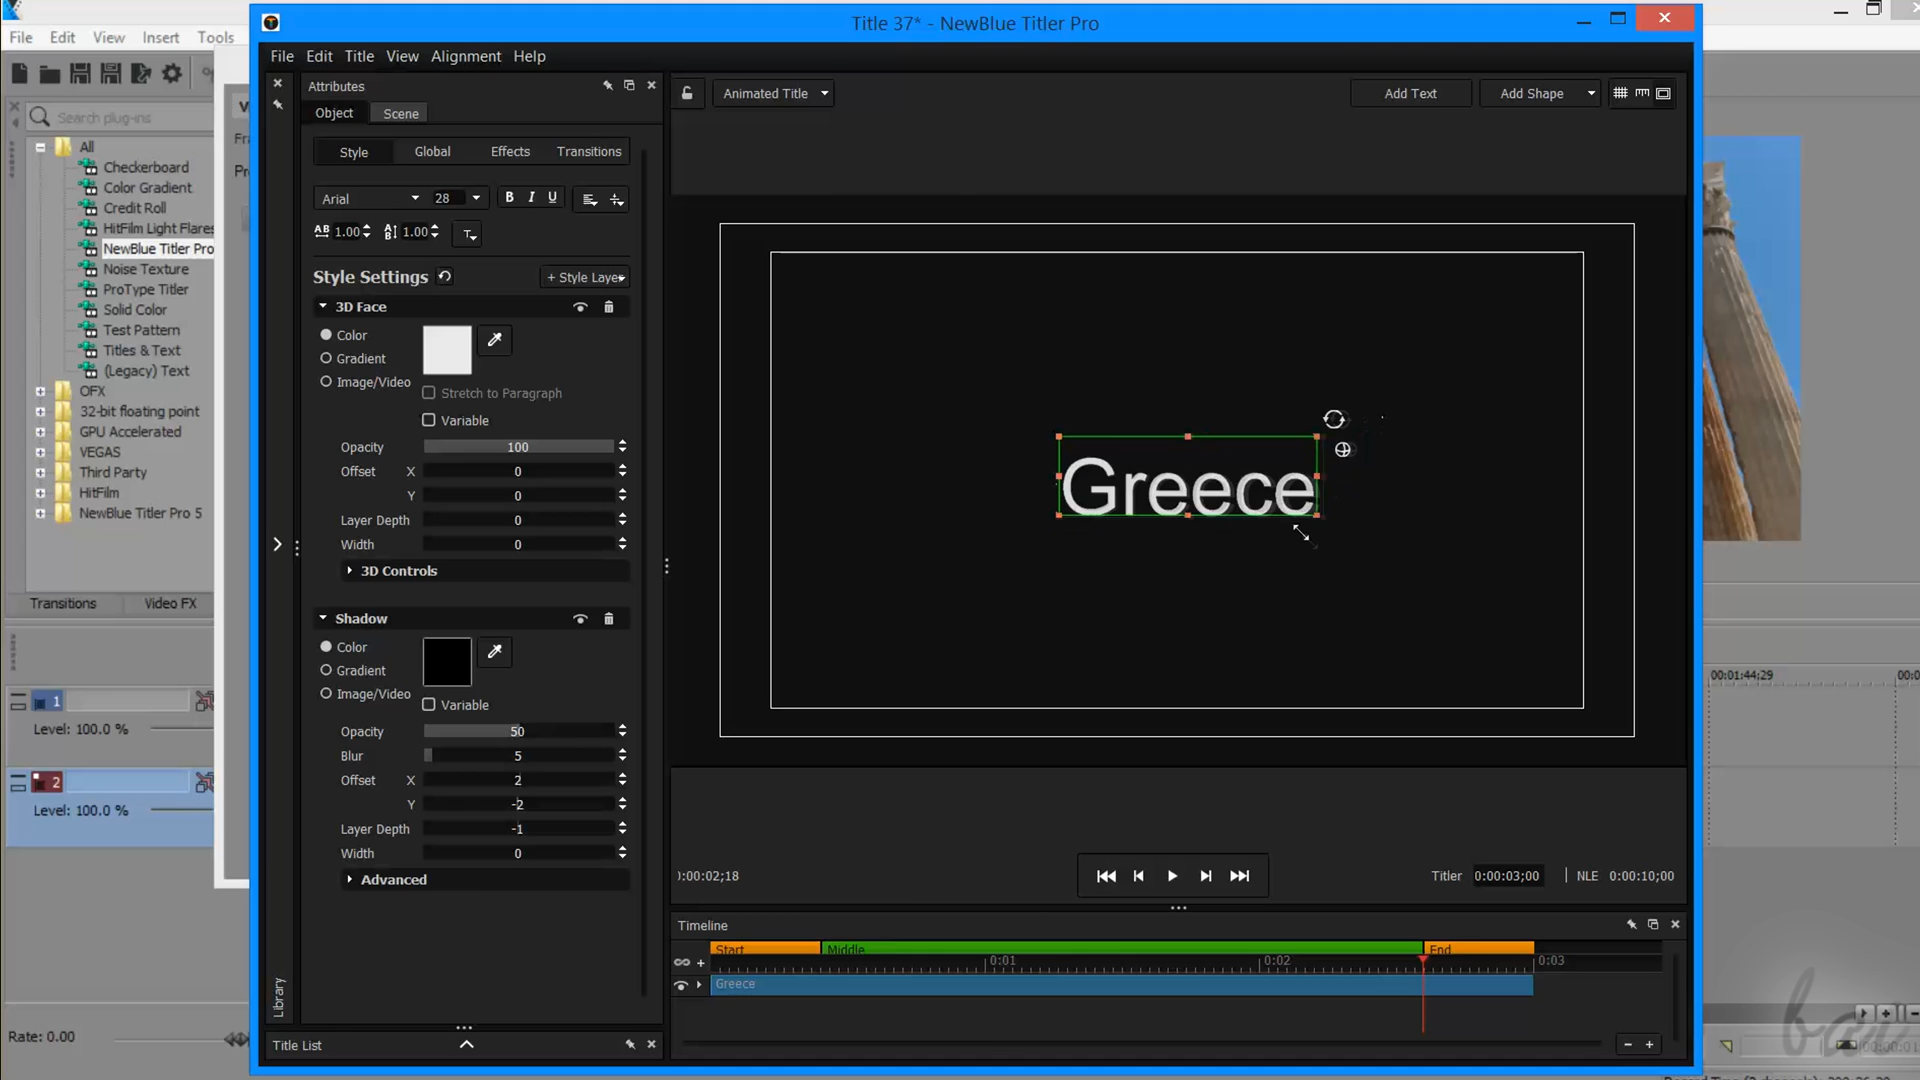 Title 37* - NewBlue Titler Pro
File Edit View Insert Tools
File Edit Title View Alignment Help
Attributes
Object Scene
Animated Title
Add Text
Add Shape
Search plug-ins
All
Checkerboard
Color Gradient
Credit Roll
HitFilm Light Flares
NewBlue Titler Pro
Noise Texture
ProType Titler
Solid Color
Test Pattern
Titles & Text
(Legacy) Text
OFX
32-bit floating point
GPU Accelerated
VEGAS
Third Party
HitFilm
NewBlue Titler Pro 5
Transitions Video FX
1
Level: 100.0 %
2
Level: 100.0 %
Rate: 0.00
Style Global Effects Transitions
Arial 28 B I U
AB 1.00 AB 1.00 T
Style Settings + Style Layer
3D Face
Color
Gradient
Image/Video
Stretch to Paragraph
Variable
Opacity 100
Offset X 0
Y 0
Layer Depth 0
Width 0
3D Controls
Shadow
Color
Gradient
Image/Video
Variable
Opacity 50
Blur 5
Offset X 2
Y -2
Layer Depth -1
Width 0
Advanced
Library
Title List
Greece
0:00:02;18
Titler 0:00:03;00 NLE 0:00:10;00
Timeline
Start Middle End
0:01 0:02 0:03
Greece
00:01:44;29